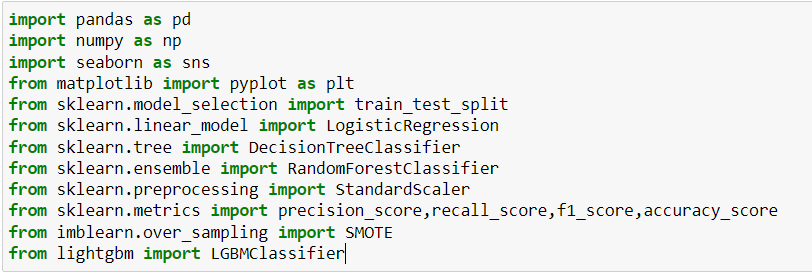 import pandas as pd
import numpy as np
import seaborn as sns
from matplotlib import pyplot as plt
from sklearn.model_selection import train_test_split
from sklearn.linear_model import LogisticRegression
from sklearn.tree import DecisionTreeClassifier
from sklearn.ensemble import RandomForestClassifier
from sklearn.preprocessing import StandardScaler
from sklearn.metrics import precision_score,recall_score,f1_score,accuracy_score
from imblearn.over_sampling import SMOTE
from lightgbm import LGBMClassifier